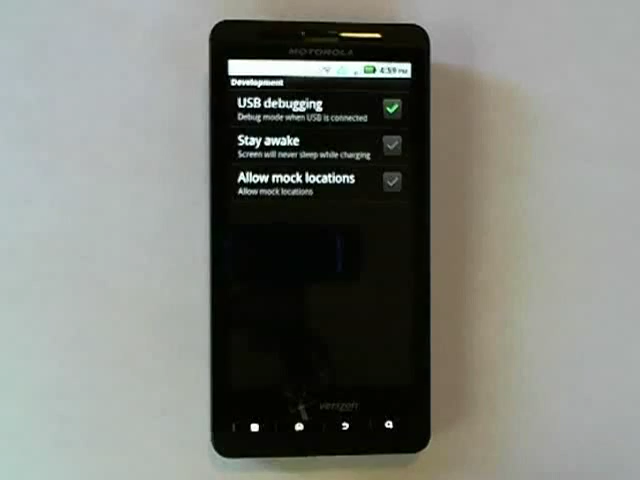 MOTOROLA
4:59 PM
Development
USB debugging
Debug mode when USB is connected
Stay awake
Screen will never sleep while charging
Allow mock locations
Allow mock locations
verizon